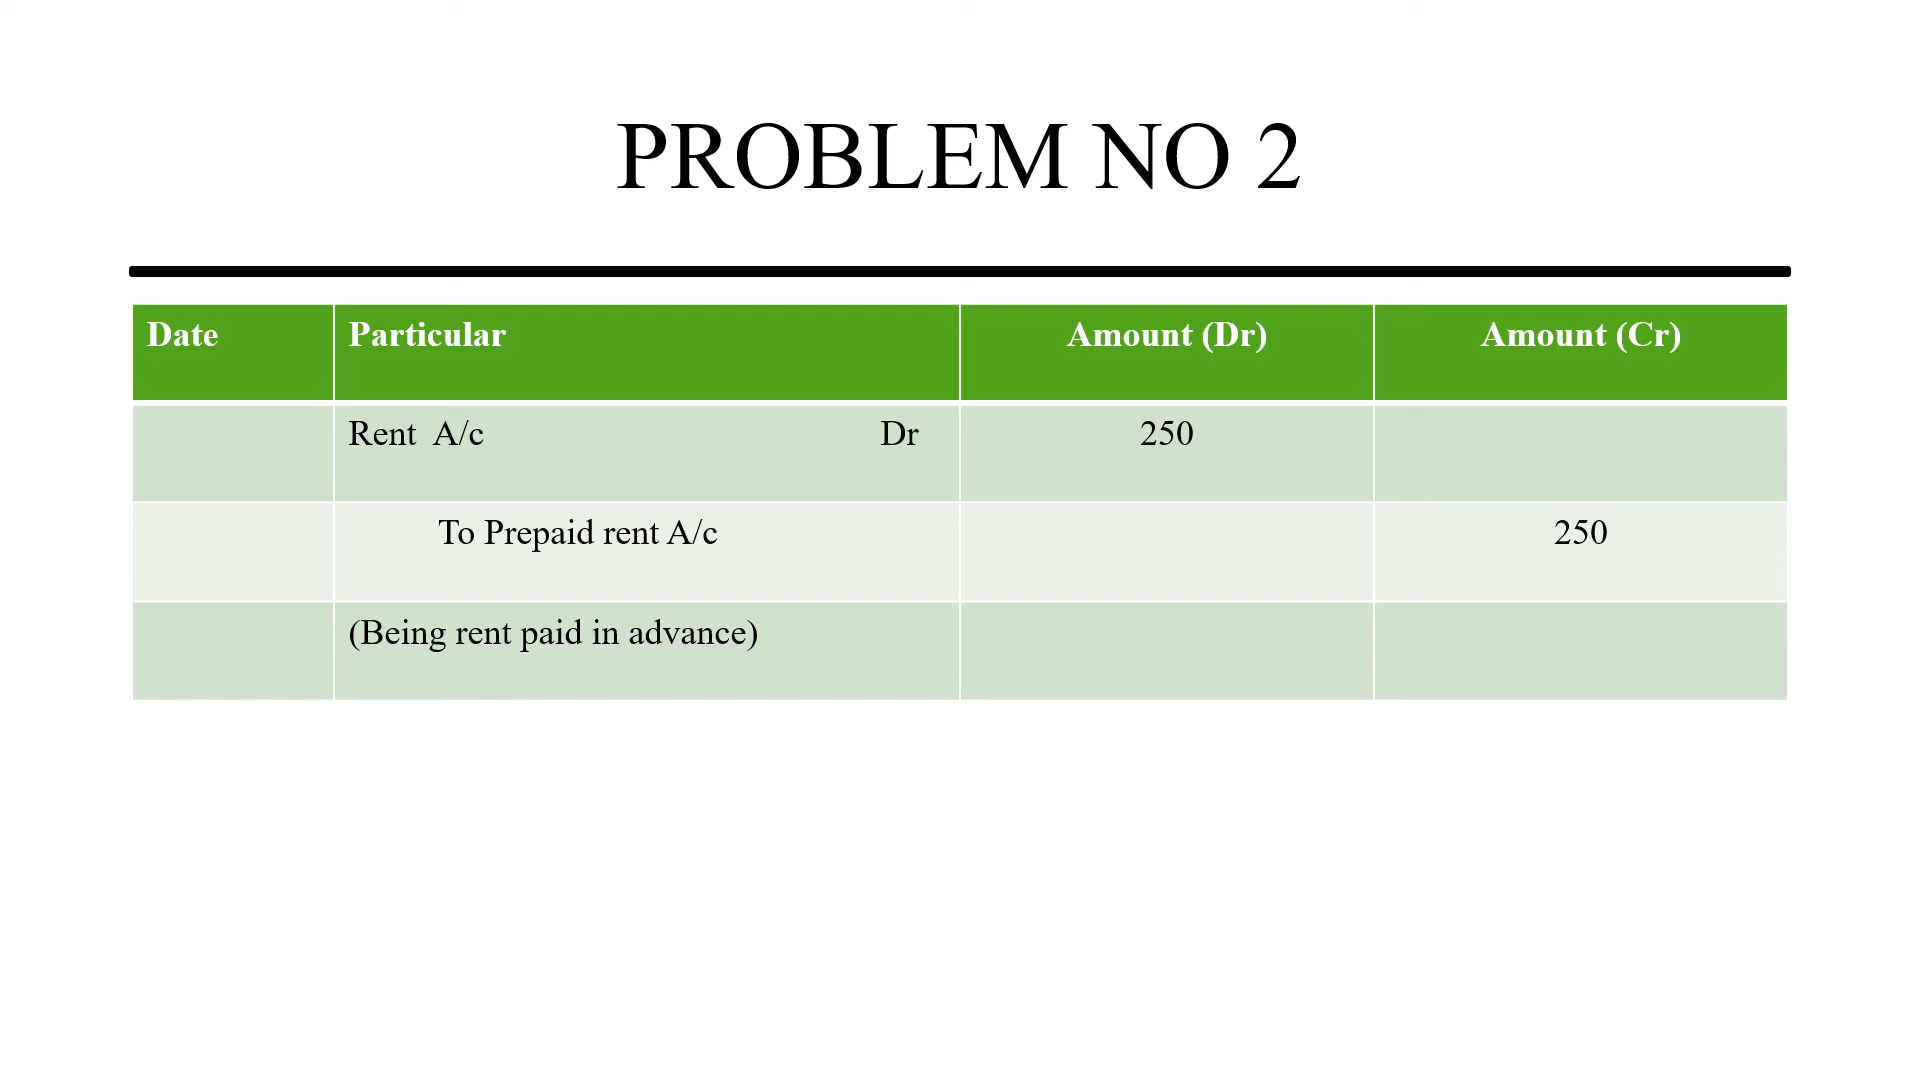 PROBLEM NO 2
Date Particular Amount (Dr) Amount (Cr)
Rent A/c Dr 250
To Prepaid rent A/c 250
(Being rent paid in advance)